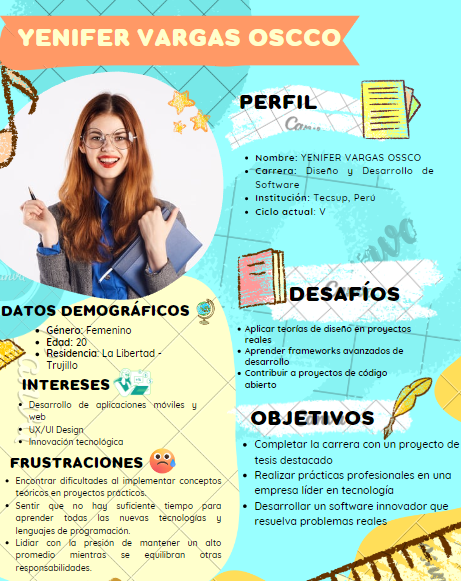 YENIFER VARGAS OSCCO
PERFIL
Canva
• Nombre: YENIFER VARGAS OSSCO
• Carrera: Diseño y Desarrollo de
Software
• Institución: Tecsup, Perú
• Ciclo actual: V
DATOS DEMOGRÁFICOS
• Género: Femenino
• Edad: 20
• Residencia: La Libertad -
Trujillo
INTERESES
• Desarrollo de aplicaciones móviles y
web
• UX/UI Design
• Innovación tecnológica
FRUSTRACIONES
• Encontrar dificultades al implementar conceptos
teóricos en proyectos prácticos.
• Sentir que no hay suficiente tiempo para
aprender todas las nuevas tecnologías y
lenguajes de programación.
• Lidiar con la presión de mantener un alto
promedio mientras se equilibran otras
responsabilidades.
DESAFÍOS
• Aplicar teorías de diseño en proyectos
reales
• Aprender frameworks avanzados de
desarrollo
• Contribuir a proyectos de código
abierto
OBJETIVOS
• Completar la carrera con un proyecto de
tesis destacado
• Realizar prácticas profesionales en una
empresa líder en tecnología
• Desarrollar un software innovador que
resuelva problemas reales